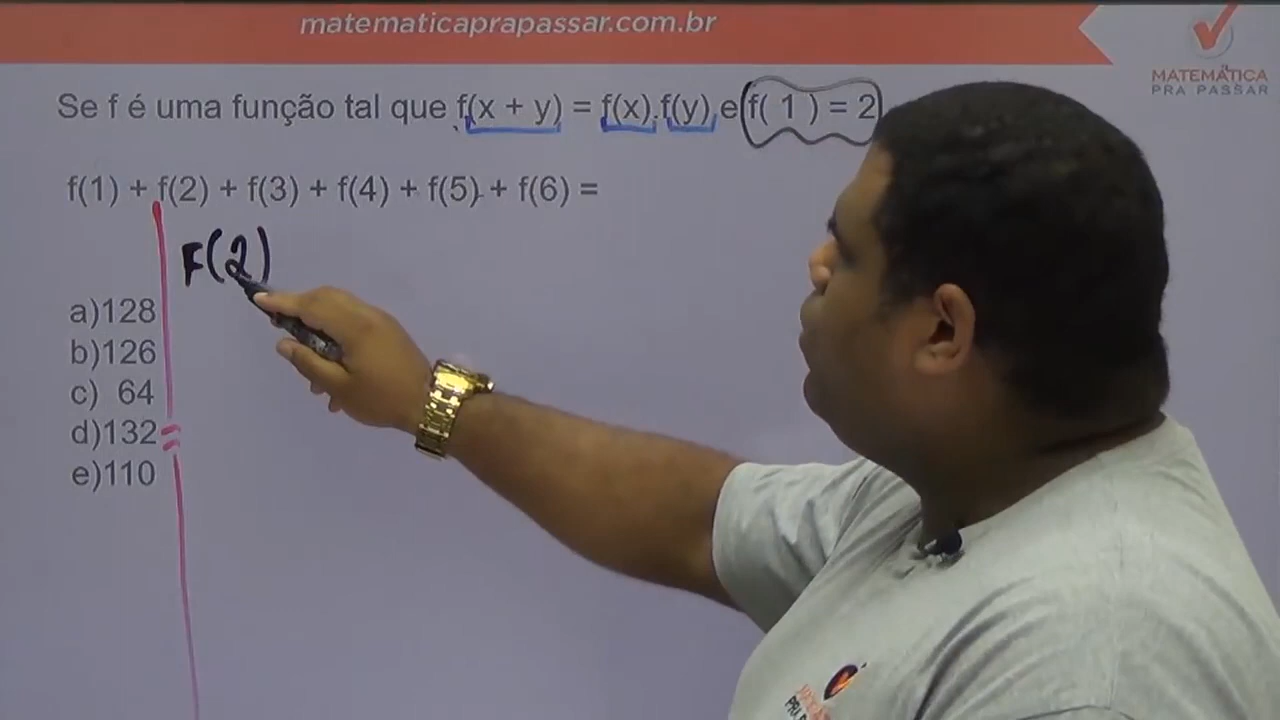 matematicaprapassar.com.br
MATEMÁTICA
PRA PASSAR
Se f é uma função tal que f(x + y) = f(x).f(y) e f( 1 ) = 2
f(1) + f(2) + f(3) + f(4) + f(5) + f(6) =
F(2)
a)128
b)126
c) 64
d)132
e)110